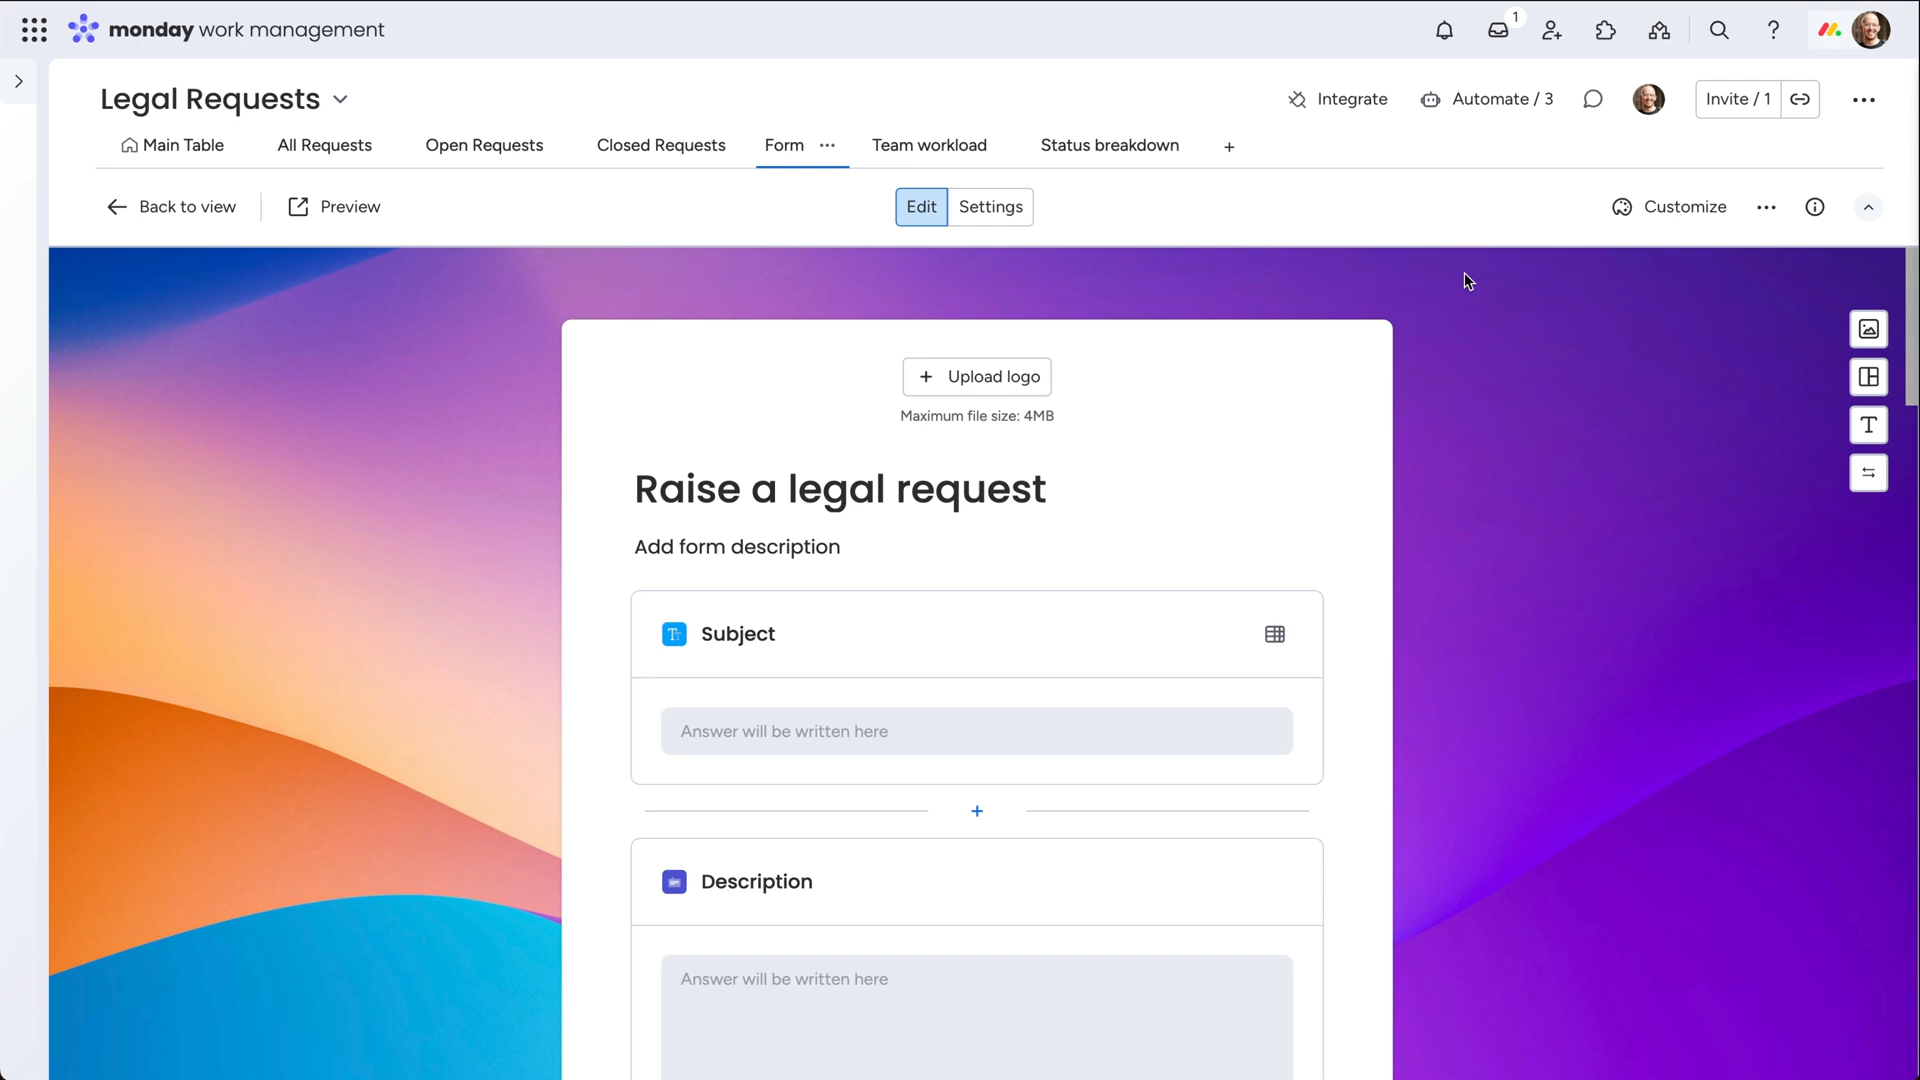 monday work management
1
Legal Requests
Integrate
Automate / 3
Invite / 1
Main Table
All Requests
Open Requests
Closed Requests
Form
Team workload
Status breakdown
Back to view
Preview
Edit
Settings
Customize
Upload logo
Maximum file size: 4MB
Raise a legal request
Add form description
Subject
Answer will be written here
Description
Answer will be written here